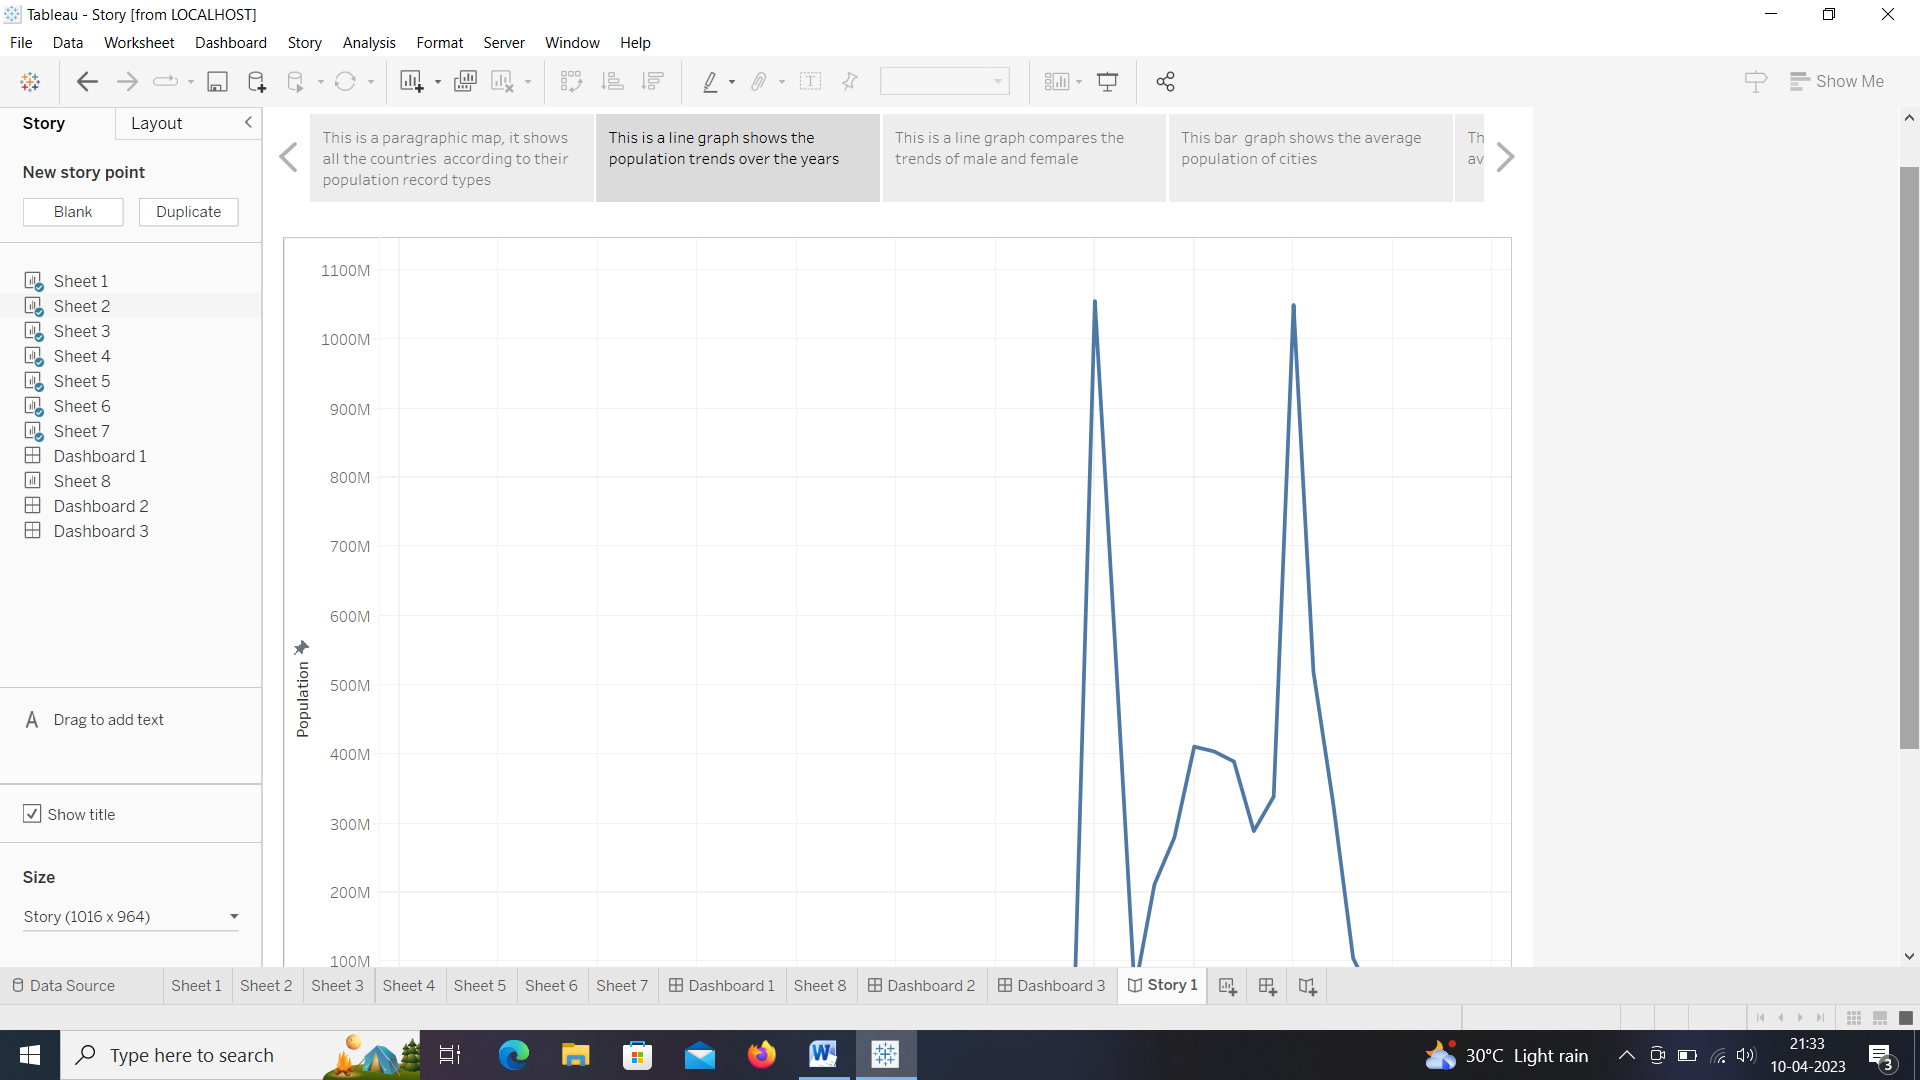 Tableau - Story [from LOCALHOST]
File Data Worksheet Dashboard Story Analysis Format Server Window Help
Show Me
Story Layout
New story point
Blank Duplicate
Sheet 1
Sheet 2
Sheet 3
Sheet 4
Sheet 5
Sheet 6
Sheet 7
Dashboard 1
Sheet 8
Dashboard 2
Dashboard 3
A Drag to add text
Show title
Size
Story (1016 x 964)
This is a paragraphic map, it shows
all the countries according to their
population record types
This is a line graph shows the
population trends over the years
This is a line graph compares the
trends of male and female
This bar graph shows the average
population of cities
Th
av
1100M
1000M
900M
800M
700M
600M
500M
400M
300M
200M
100M
Population
Data Source Sheet 1 Sheet 2 Sheet 3 Sheet 4 Sheet 5 Sheet 6 Sheet 7 Dashboard 1 Sheet 8 Dashboard 2 Dashboard 3 Story 1
Type here to search
30°C Light rain
21:33
10-04-2023
3